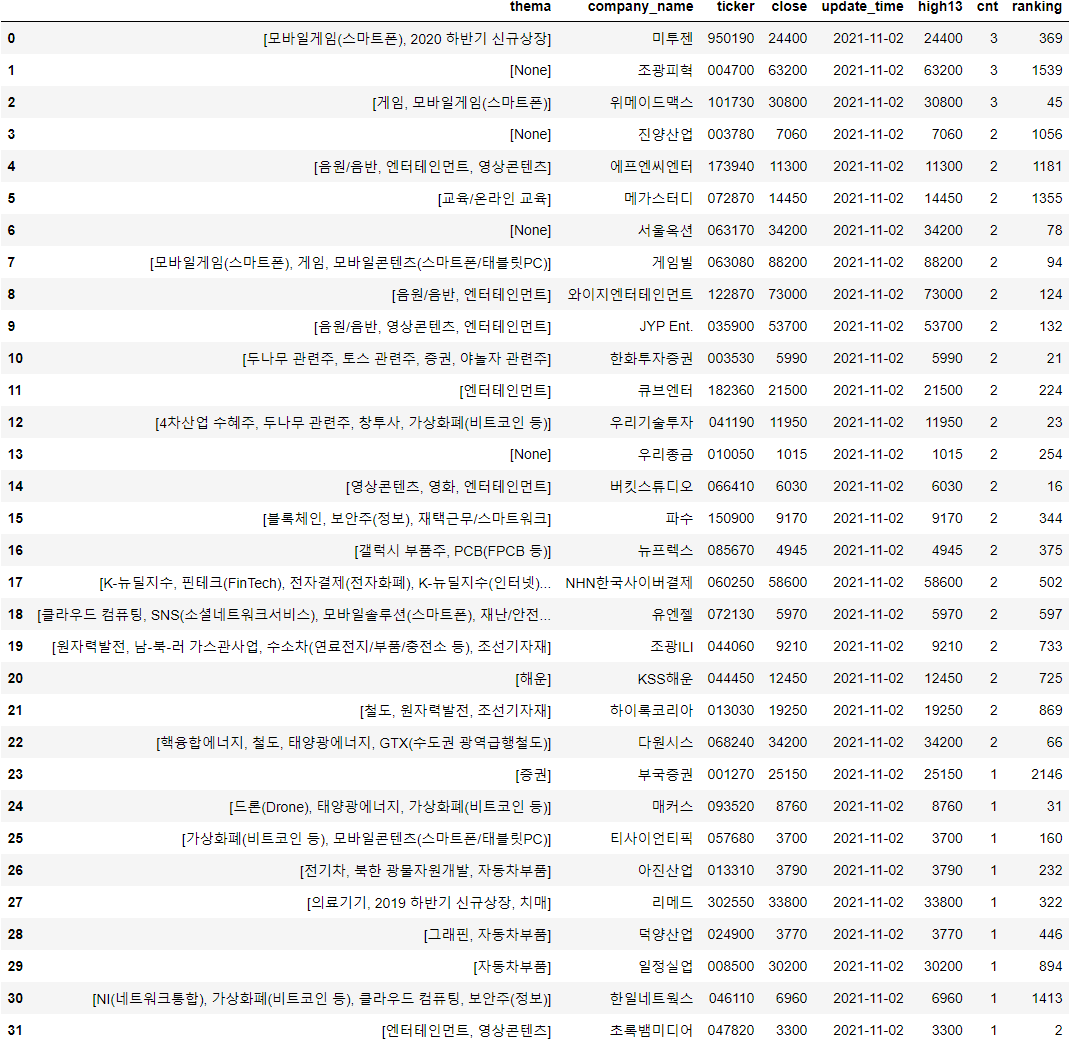 thema company_name ticker close update_time high13 cnt ranking
0 [모바일게임(스마트폰), 2020 하반기 신규상장] 미투젠 950190 24400 2021-11-02 24400 3 369
1 [None] 조광피혁 004700 63200 2021-11-02 63200 3 1539
2 [게임, 모바일게임(스마트폰)] 위메이드맥스 101730 30800 2021-11-02 30800 3 45
3 [None] 진양산업 003780 7060 2021-11-02 7060 2 1056
4 [음원/음반, 엔터테인먼트, 영상콘텐츠] 에프엔씨엔터 173940 11300 2021-11-02 11300 2 1181
5 [교육/온라인 교육] 메가스터디 072870 14450 2021-11-02 14450 2 1355
6 [None] 서울옥션 063170 34200 2021-11-02 34200 2 78
7 [모바일게임(스마트폰), 게임, 모바일콘텐츠(스마트폰/태블릿PC)] 게임빌 063080 88200 2021-11-02 88200 2 94
8 [음원/음반, 엔터테인먼트] 와이지엔터테인먼트 122870 73000 2021-11-02 73000 2 124
9 [음원/음반, 영상콘텐츠, 엔터테인먼트] JYP Ent. 035900 53700 2021-11-02 53700 2 132
10 [두나무 관련주, 토스 관련주, 증권, 야놀자 관련주] 한화투자증권 003530 5990 2021-11-02 5990 2 21
11 [엔터테인먼트] 큐브엔터 182360 21500 2021-11-02 21500 2 224
12 [4차산업 수혜주, 두나무 관련주, 창투사, 가상화폐(비트코인 등)] 우리기술투자 041190 11950 2021-11-02 11950 2 23
13 [None] 우리종금 010050 1015 2021-11-02 1015 2 254
14 [영상콘텐츠, 영화, 엔터테인먼트] 버킷스튜디오 066410 6030 2021-11-02 6030 2 16
15 [블록체인, 보안주(정보), 재택근무/스마트워크] 파수 150900 9170 2021-11-02 9170 2 344
16 [갤럭시 부품주, PCB(FPCB 등)] 뉴프렉스 085670 4945 2021-11-02 4945 2 375
17 [K-뉴딜지수, 핀테크(FinTech), 전자결제(전자화폐), K-뉴딜지수(인터넷)... NHN한국사이버결제 060250 58600 2021-11-02 58600 2 502
18 [클라우드 컴퓨팅, SNS(소셜네트워크서비스), 모바일솔루션(스마트폰), 재난/안전... 유엔젤 072130 5970 2021-11-02 5970 2 597
19 [원자력발전, 남-북-러 가스관사업, 수소차(연료전지/부품/충전소 등), 조선기자재] 조광ILI 044060 9210 2021-11-02 9210 2 733
20 [해운] KSS해운 044450 12450 2021-11-02 12450 2 725
21 [철도, 원자력발전, 조선기자재] 하이록코리아 013030 19250 2021-11-02 19250 2 869
22 [핵융합에너지, 철도, 태양광에너지, GTX(수도권 광역급행철도)] 다원시스 068240 34200 2021-11-02 34200 2 66
23 [증권] 부국증권 001270 25150 2021-11-02 25150 1 2146
24 [드론(Drone), 태양광에너지, 가상화폐(비트코인 등)] 매커스 093520 8760 2021-11-02 8760 1 31
25 [가상화폐(비트코인 등), 모바일콘텐츠(스마트폰/태블릿PC)] 티사이언티픽 057680 3700 2021-11-02 3700 1 160
26 [전기차, 북한 광물자원개발, 자동차부품] 아진산업 013310 3790 2021-11-02 3790 1 232
27 [의료기기, 2019 하반기 신규상장, 치매] 리메드 302550 33800 2021-11-02 33800 1 322
28 [그래핀, 자동차부품] 덕양산업 024900 3770 2021-11-02 3770 1 446
29 [자동차부품] 일정실업 008500 30200 2021-11-02 30200 1 894
30 [NI(네트워크통합), 가상화폐(비트코인 등), 클라우드 컴퓨팅, 보안주(정보)] 한일네트웍스 046110 6960 2021-11-02 6960 1 1413
31 [엔터테인먼트, 영상콘텐츠] 초록뱀미디어 047820 3300 2021-11-02 3300 1 2